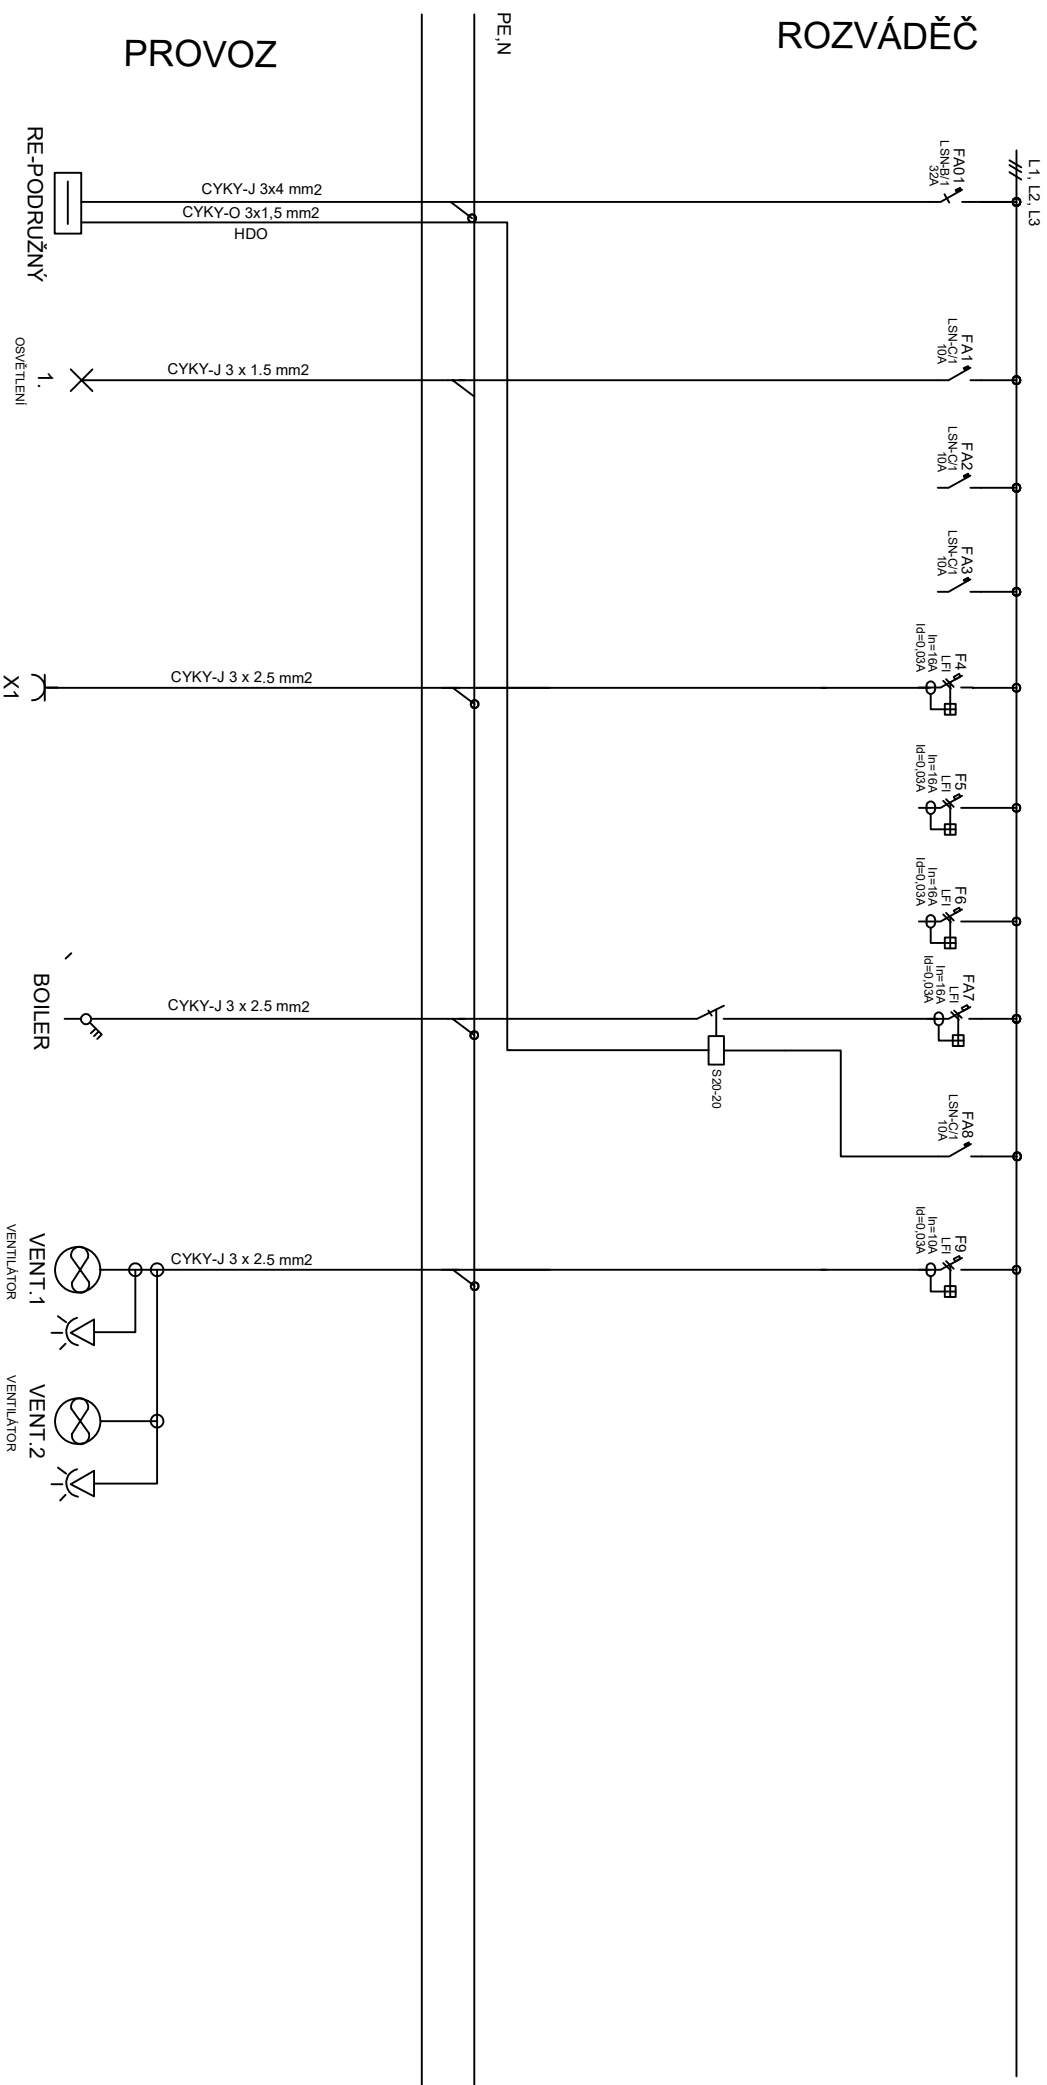 ROZVÁDĚČ
PROVOZ
PE,N
L1, L2, L3
FA01
LSN-B/1
32A
CYKY-J 3x4 mm2
CYKY-O 3x1,5 mm2
HDO
RE-PODRUŽNÝ
FA1
LSN-C/1
10A
CYKY-J 3 x 1.5 mm2
1.
OSVĚTLENÍ
FA2
LSN-C/1
10A
FA3
LSN-C/1
10A
F4
LFI
In=16A
Id=0,03A
CYKY-J 3 x 2.5 mm2
X1
F5
LFI
In=16A
Id=0,03A
F6
LFI
In=16A
Id=0,03A
FA7
LFI
In=16A
Id=0,03A
CYKY-J 3 x 2.5 mm2
BOILER
S20-20
FA8
LSN-C/1
10A
F9
LFI
In=10A
Id=0,03A
CYKY-J 3 x 2.5 mm2
VENT.1
VENTILÁTOR
VENT.2
VENTILÁTOR